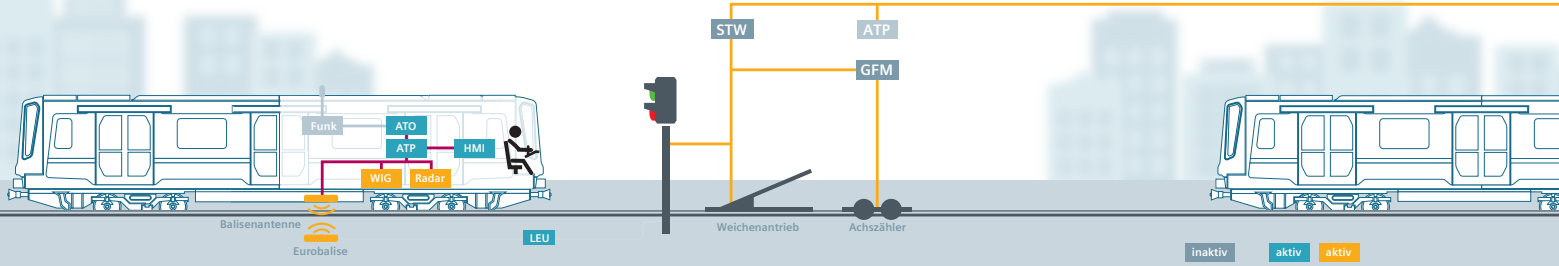 STW
ATP
GFM
Funk
ATO
ATP
HMI
WIG
Radar
Balisenantenne
Eurobalise
LEU
Weichenantrieb
Achszähler
inaktiv
aktiv
aktiv